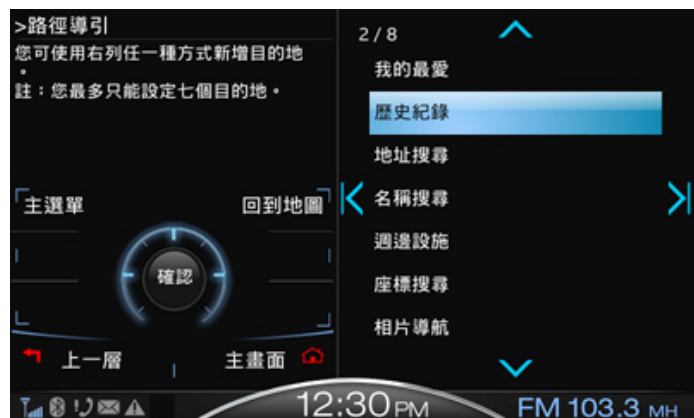 >路徑導引
您可使用右列任一種方式新增目的地
。
註：您最多只能設定七個目的地。
主選單
回到地圖
確認
上一層
主畫面
2/8
我的最愛
歷史紀錄
地址搜尋
名稱搜尋
週邊設施
座標搜尋
相片導航
12:30 PM
FM 103.3 MH